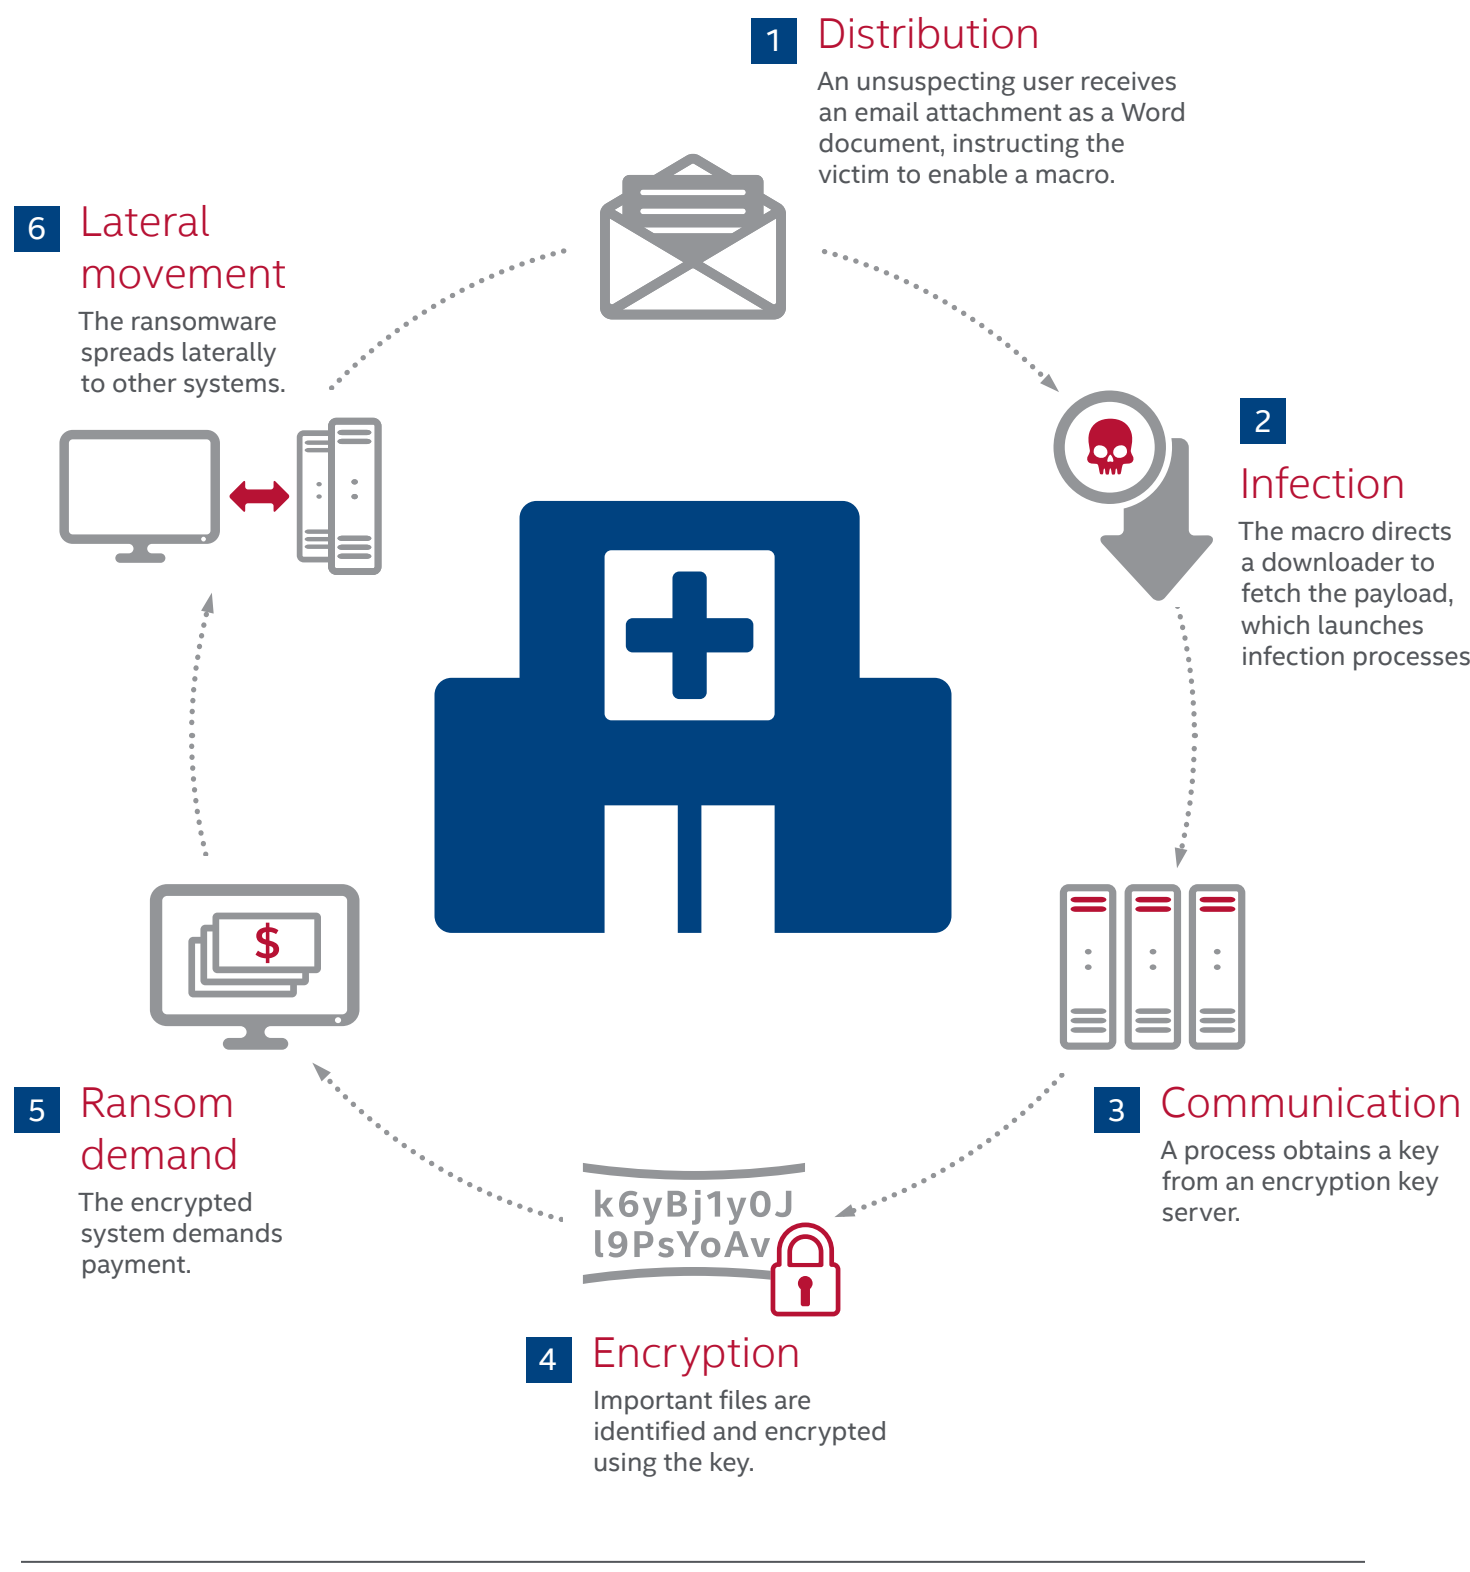 1
Distribution
An unsuspecting user receives
an email attachment as a Word
document, instructing the
victim to enable a macro.
2
Infection
The macro directs
a downloader to
fetch the payload,
which launches
infection processes
3
Communication
A process obtains a key
from an encryption key
server.
k6yBj1y0J
l9PsYoAv
4
Encryption
Important files are
identified and encrypted
using the key.
$
5
Ransom
demand
The encrypted
system demands
payment.
6
Lateral
movement
The ransomware
spreads laterally
to other systems.